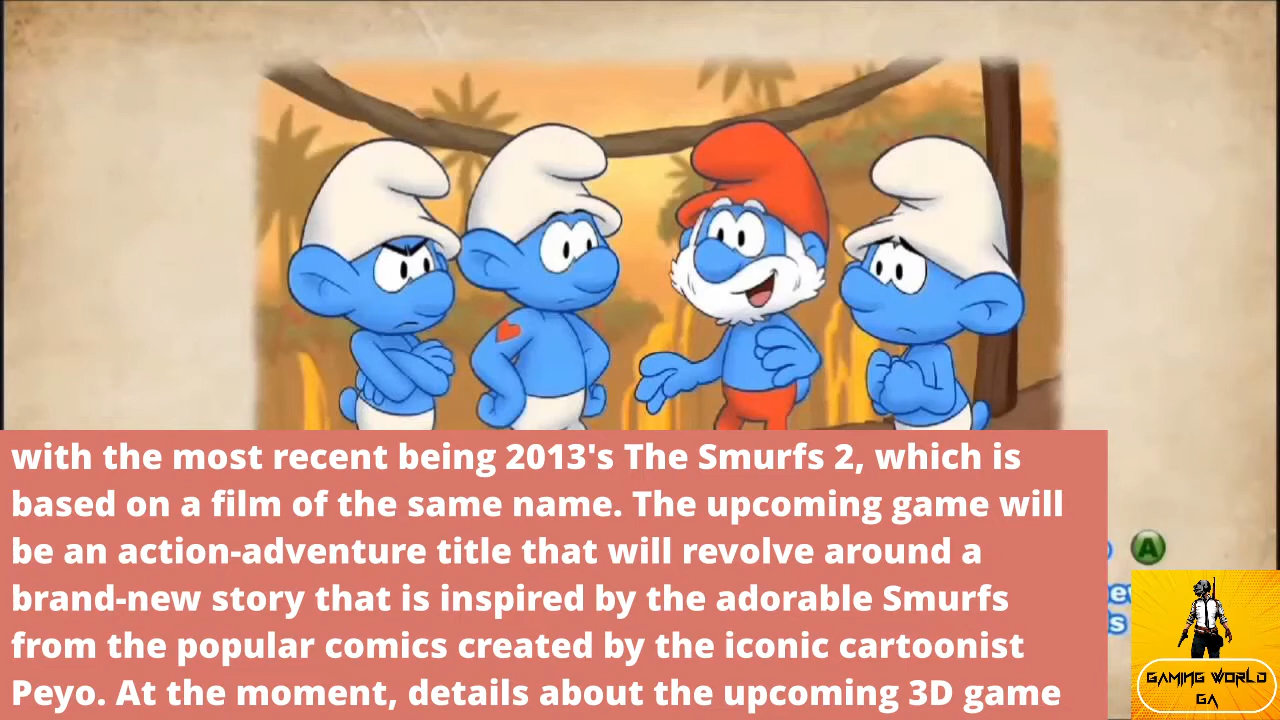 with the most recent being 2013's The Smurfs 2, which is
based on a film of the same name. The upcoming game will
be an action-adventure title that will revolve around a
brand-new story that is inspired by the adorable Smurfs
from the popular comics created by the iconic cartoonist
Peyo. At the moment, details about the upcoming 3D game
A
GAMING WORLD
GA